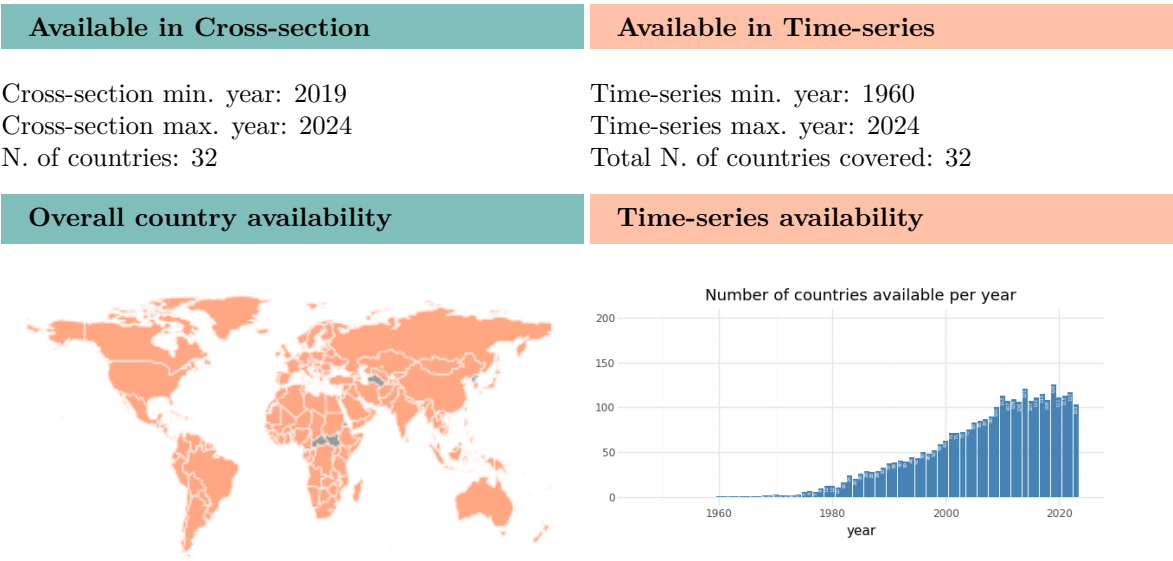 Available in Cross-section
Available in Time-series
Cross-section min. year: 2019
Cross-section max. year: 2024
N. of countries: 32
Time-series min. year: 1960
Time-series max. year: 2024
Total N. of countries covered: 32
Overall country availability
Time-series availability
Number of countries available per year
200
150
100
50
0
1960
1980
2000
2020
year